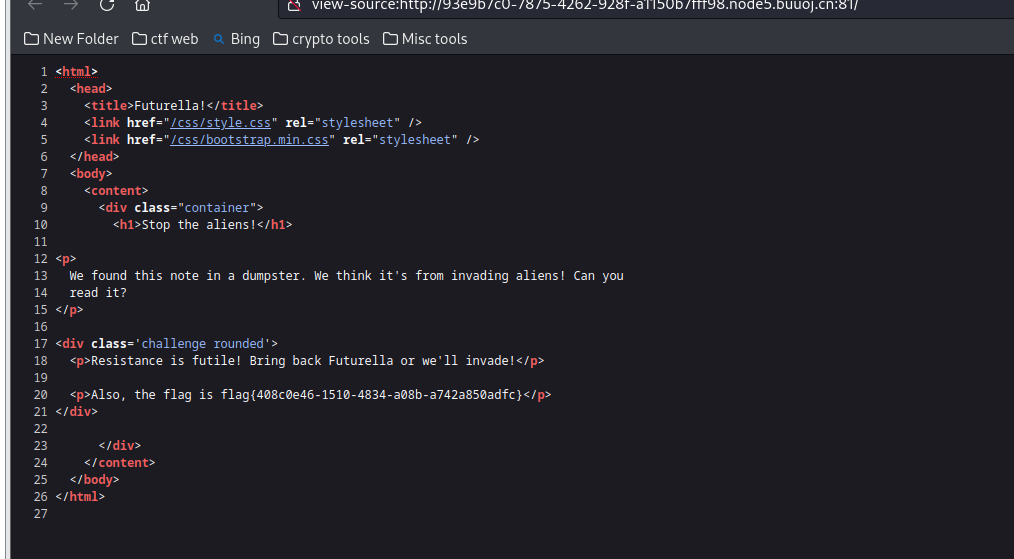 view-source:http://93e9b7c0-7875-4262-928f-a1150b7fff98.node5.buuoj.cn:81/
New Folder ctf web Bing crypto tools Misc tools
1 <html>
2 <head>
3 <title>Futurella!</title>
4 <link href="/css/style.css" rel="stylesheet" />
5 <link href="/css/bootstrap.min.css" rel="stylesheet" />
6 </head>
7 <body>
8 <content>
9 <div class="container">
10 <h1>Stop the aliens!</h1>
11
12 <p>
13 We found this note in a dumpster. We think it's from invading aliens! Can you
14 read it?
15 </p>
16
17 <div class='challenge rounded'>
18 <p>Resistance is futile! Bring back Futurella or we'll invade!</p>
19
20 <p>Also, the flag is flag{408c0e46-1510-4834-a08b-a742a850adfc}</p>
21 </div>
22
23 </div>
24 </content>
25 </body>
26 </html>
27